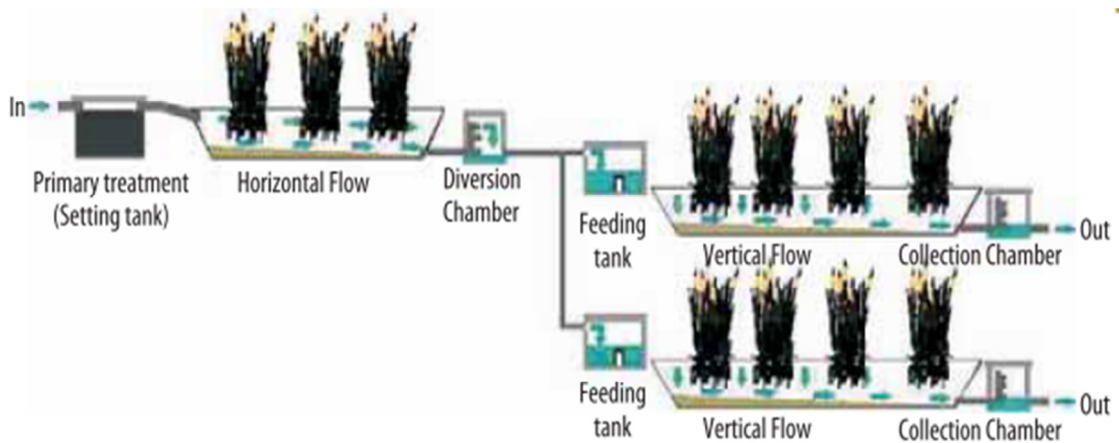 In
Primary treatment
(Setting tank)
Horizontal Flow
Diversion
Chamber
Feeding
tank
Vertical Flow
Collection Chamber
Out
Feeding
tank
Vertical Flow
Collection Chamber
Out